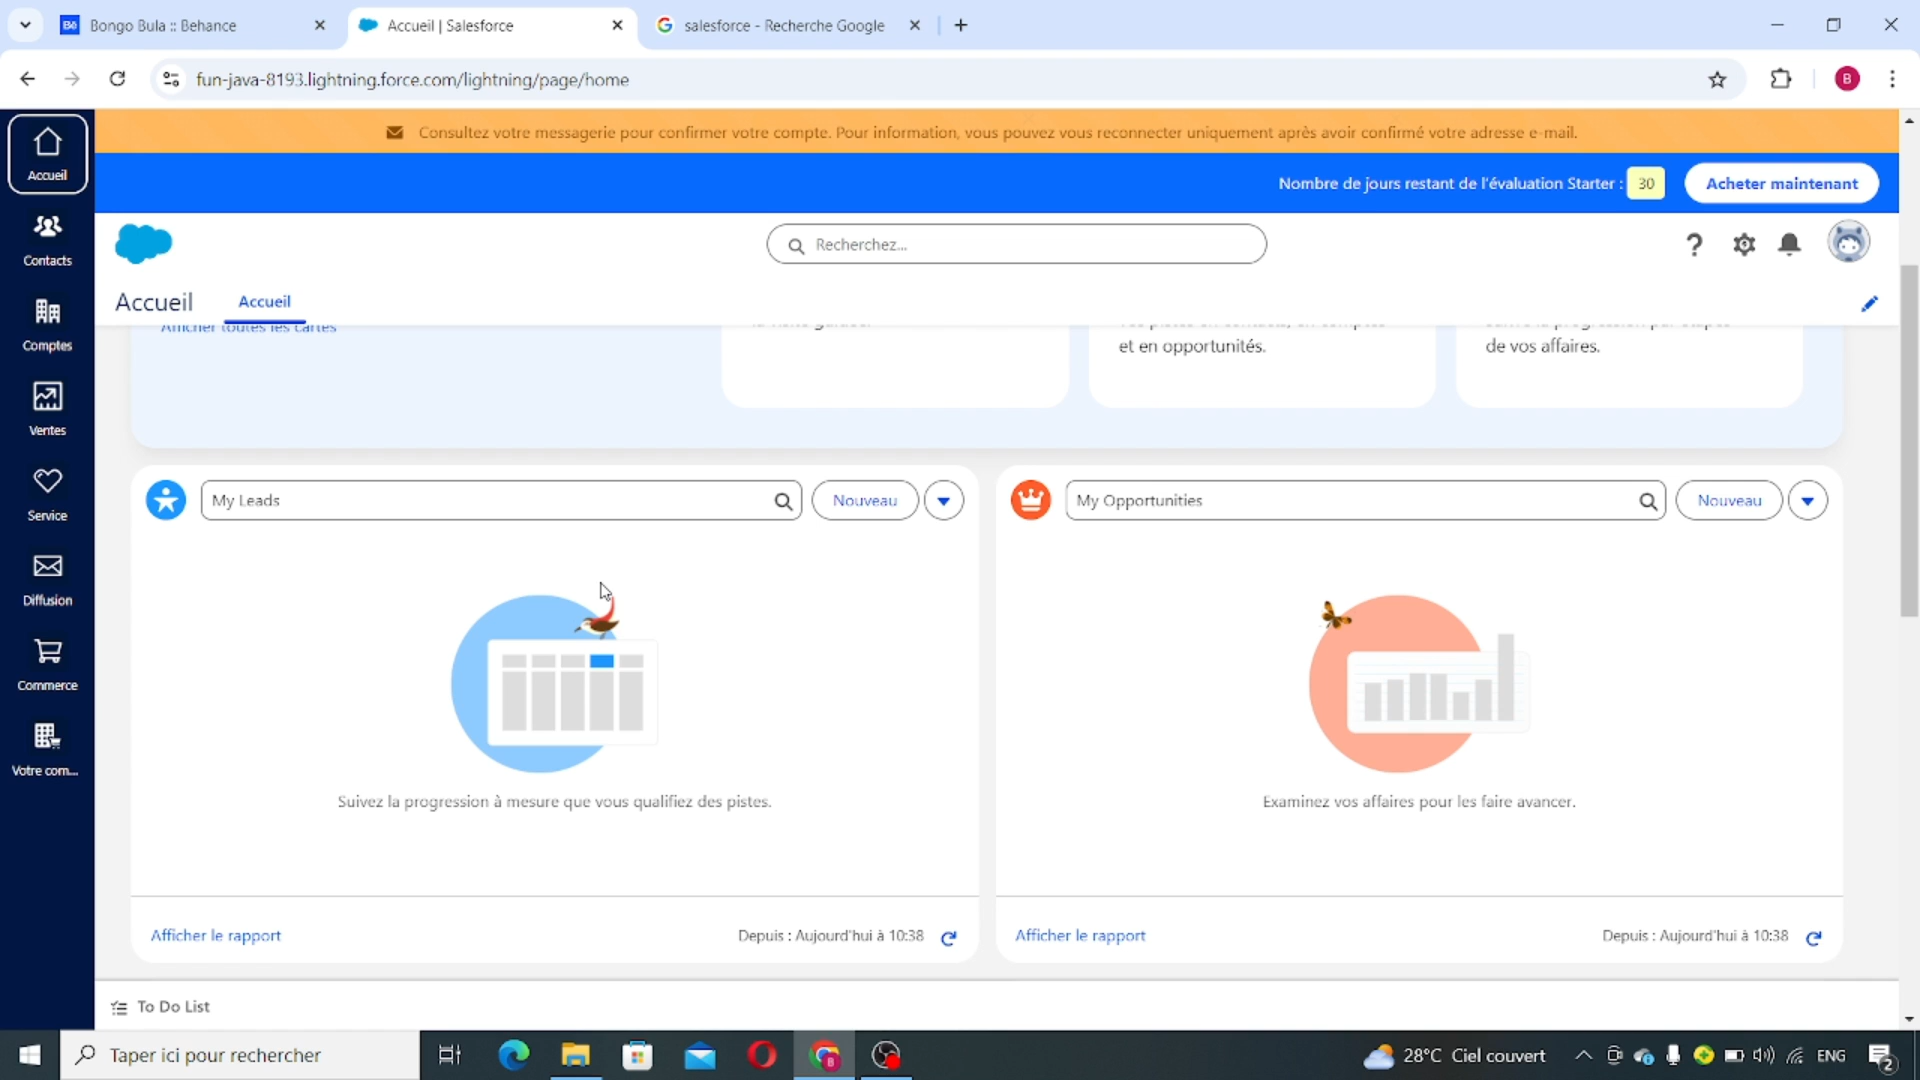 Bongo Bula :: Behance
Accueil | Salesforce
salesforce - Recherche Google
fun-java-8193.lightning.force.com/lightning/page/home
B
Consultez votre messagerie pour confirmer votre compte. Pour information, vous pouvez vous reconnecter uniquement après avoir confirmé votre adresse e-mail.
Nombre de jours restant de l'évaluation Starter : 30
Acheter maintenant
Recherchez...
Accueil
Accueil
Accueil
Contacts
Comptes
Ventes
Service
Diffusion
Commerce
Votre com...
Afficher toutes les cartes
et en opportunités.
de vos affaires.
My Leads
Nouveau
My Opportunities
Nouveau
Suivez la progression à mesure que vous qualifiez des pistes.
Examinez vos affaires pour les faire avancer.
Afficher le rapport
Depuis : Aujourd'hui à 10:38
Afficher le rapport
Depuis : Aujourd'hui à 10:38
To Do List
Taper ici pour rechercher
28°C Ciel couvert
ENG
2